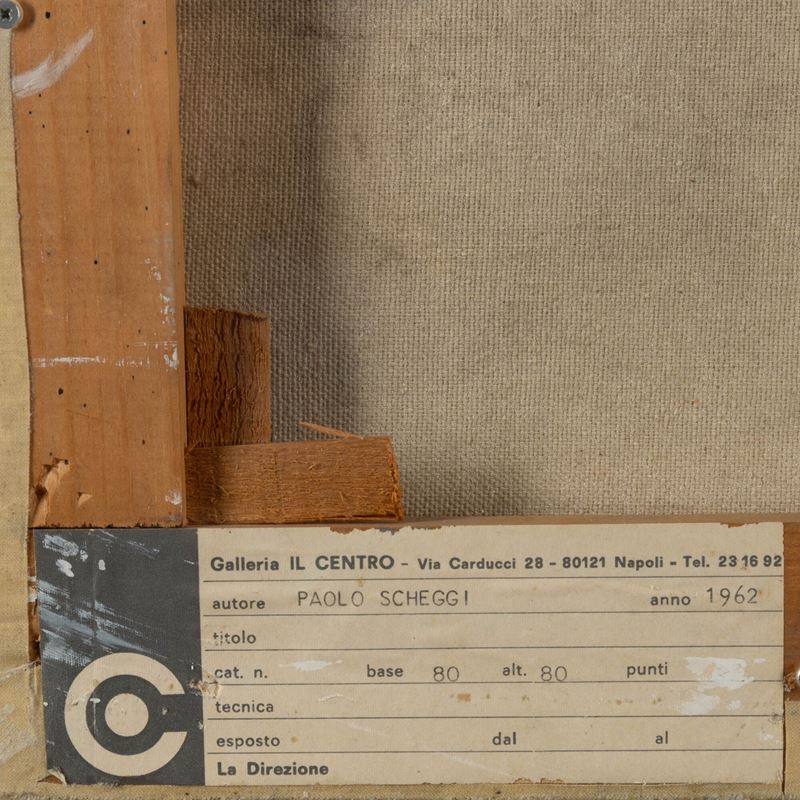 Galleria IL CENTRO - Via Carducci 28 - 80121 Napoli - Tel. 23 16 92
autore PAOLO SCHEGGI anno 1962
titolo
cat. n. base 80 alt. 80 punti
tecnica
esposto dal al
La Direzione